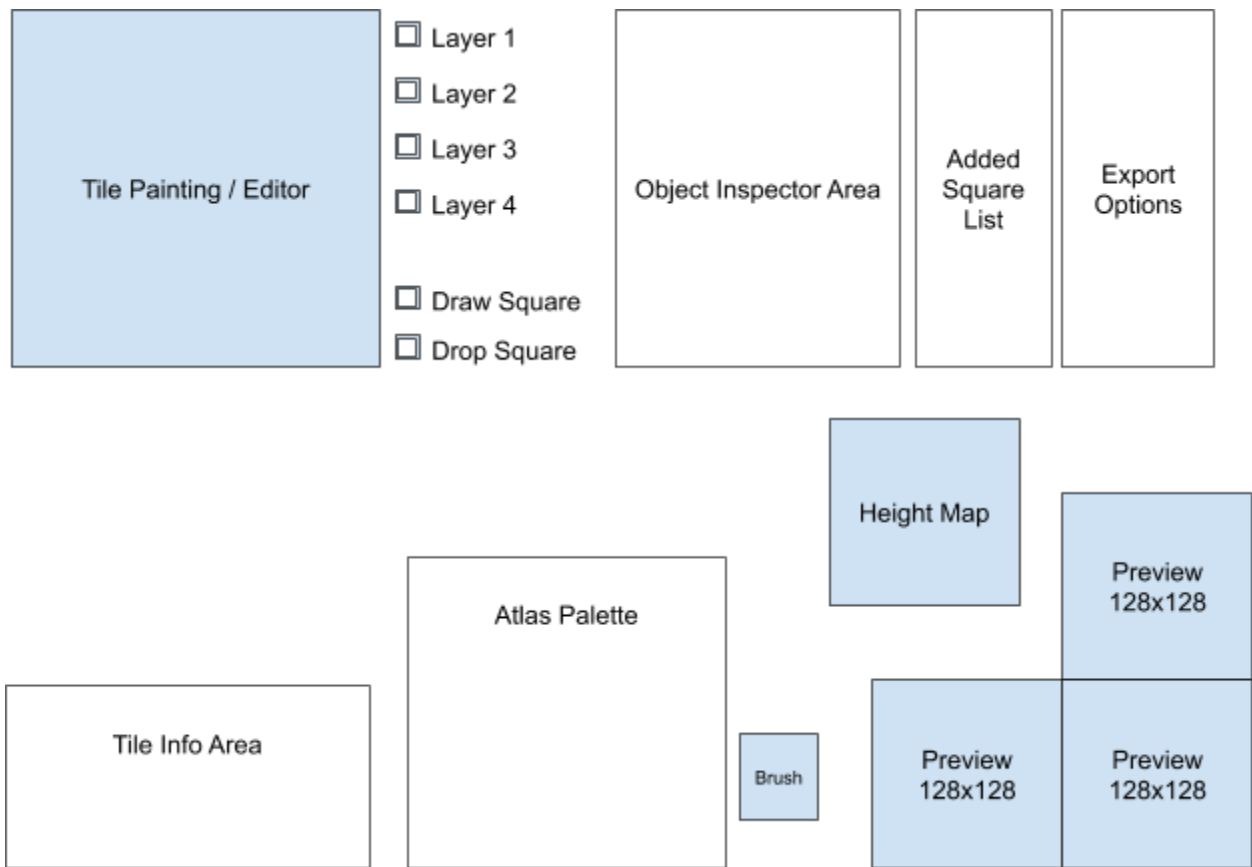 Tile Painting / Editor
Layer 1
Layer 2
Layer 3
Layer 4
Draw Square
Drop Square
Object Inspector Area
Added
Square
List
Export
Options
Height Map
Preview
128x128
Atlas Palette
Tile Info Area
Brush
Preview
128x128
Preview
128x128